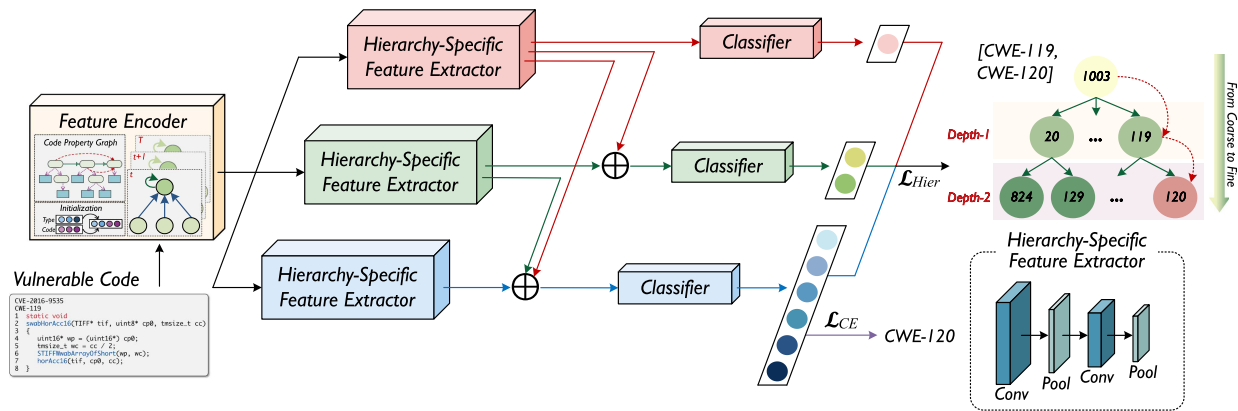 Feature Encoder
Code Property Graph
T
t+1
t
Initialization
Type
Code
Vulnerable Code
CVE-2016-9535
CWE-119
1 static void
2 swabHorAcc16(TIFF* tif, uint8* cp0, tmsize_t cc)
3 {
4 uint16* wp = (uint16*) cp0;
5 tmsize_t wc = cc / 2;
6 STIFFWwabArrayOfShort(wp, wc);
7 horAcc16(tif, cp0, cc);
8 }
Hierarchy-Specific
Feature Extractor
Classifier
Hierarchy-Specific
Feature Extractor
Classifier
Hierarchy-Specific
Feature Extractor
Classifier
ℒHier
ℒCE
CWE-120
[CWE-119,
CWE-120]
1003
Depth-1
20
...
119
Depth-2
824
129
...
120
From Coarse to Fine
Hierarchy-Specific
Feature Extractor
Conv
Pool
Conv
Pool